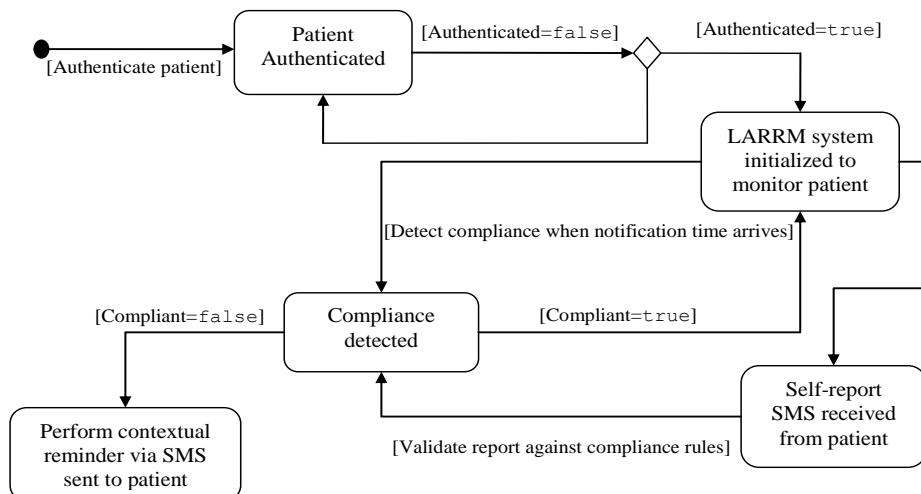 Patient
Authenticated
[Authenticate patient]
[Authenticated=false]
[Authenticated=true]
LARRM system
initialized to
monitor patient
[Detect compliance when notification time arrives]
Compliance
detected
[Compliant=false]
[Compliant=true]
Self-report
SMS received
from patient
[Validate report against compliance rules]
Perform contextual
reminder via SMS
sent to patient